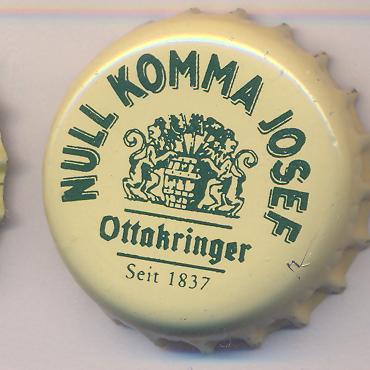 NULL KOMMA JOSEF
Ottakringer
Seit 1837